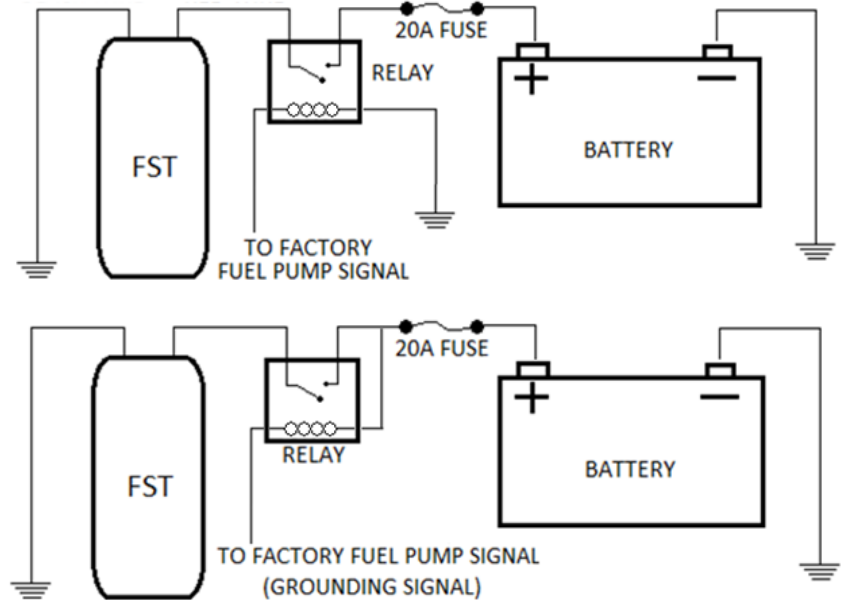 20A FUSE
RELAY
+
—
BATTERY
FST
TO FACTORY
FUEL PUMP SIGNAL
20A FUSE
+
—
RELAY
BATTERY
FST
TO FACTORY FUEL PUMP SIGNAL
(GROUNDING SIGNAL)